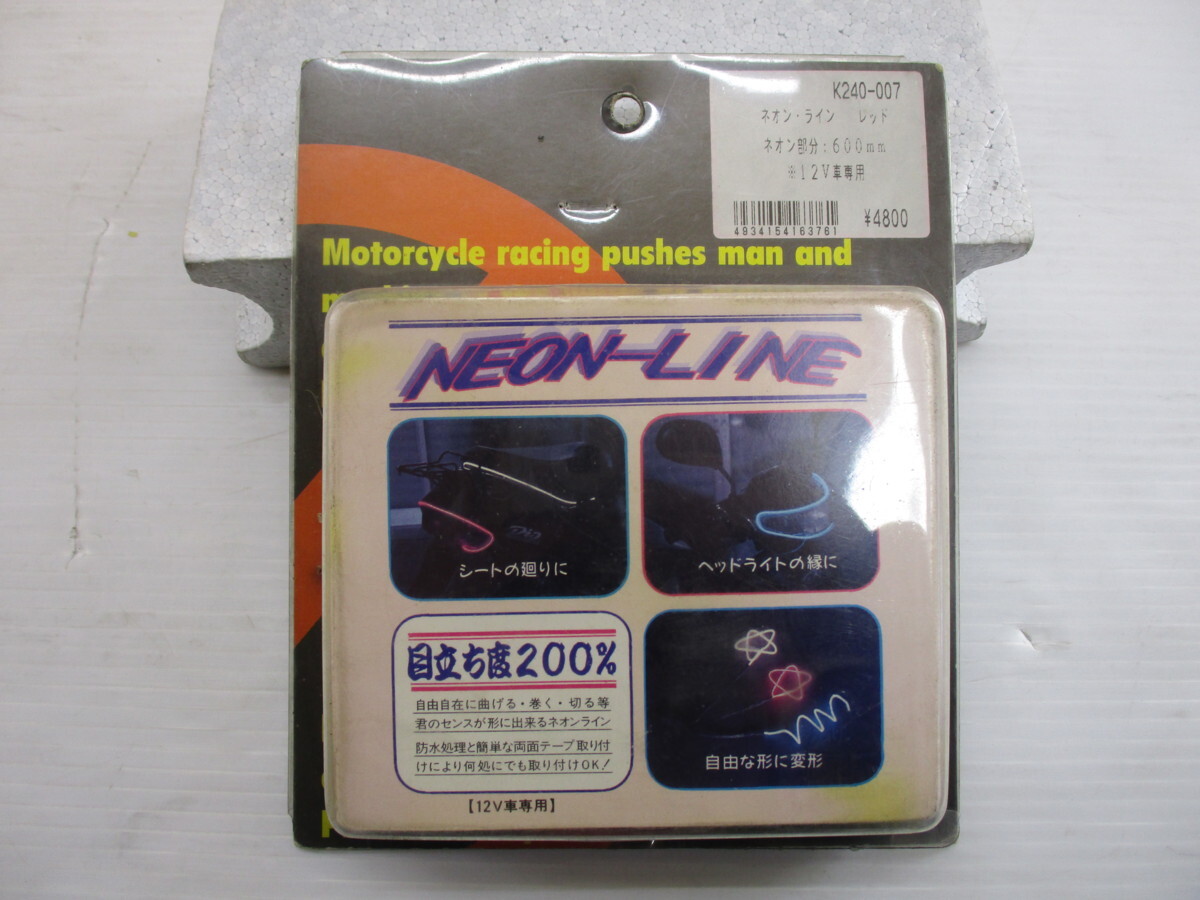 K240-007
ネオン・ライン レッド
ネオン部分：600mm
※12V車専用
4934154163761
¥4800
Motorcycle racing pushes man and
NEON-LINE
シートの廻りに
ヘッドライトの縁に
目立ち度200%
自由自在に曲げる・巻く・切る等
君のセンスが形に出来るネオンライン
防水処理と簡単な両面テープ取り付
けにより何処にでも取り付けOK!
自由な形に変形
【12V車専用】